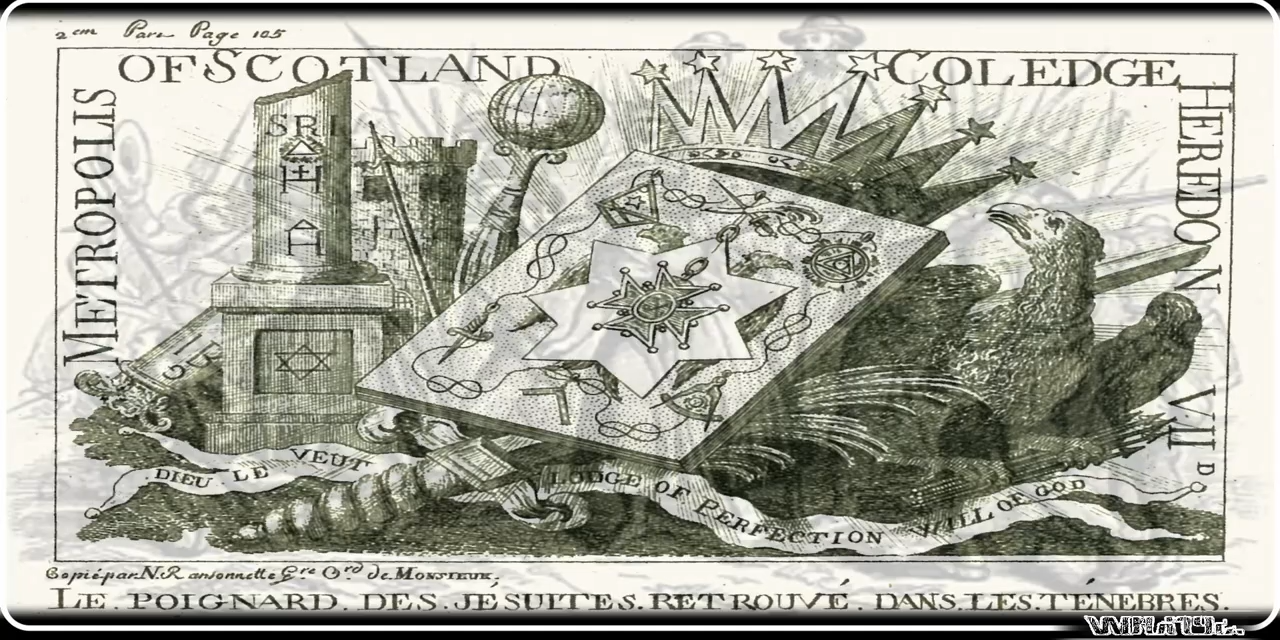 2em Part Page 105
METROPOLIS
OF SCOTLAND
COLEDGE
HEREDON
VII D
SRI
DIEU LE VEUT
LODGE OF PERFECTION WILL OF GOD
Copié par N. Ransonnette Gre Ord de MONSIEUR,
LE. POIGNARD. DES. JÉSUITES. RETROUVÉ. DANS. LES. TÉNEBRES.